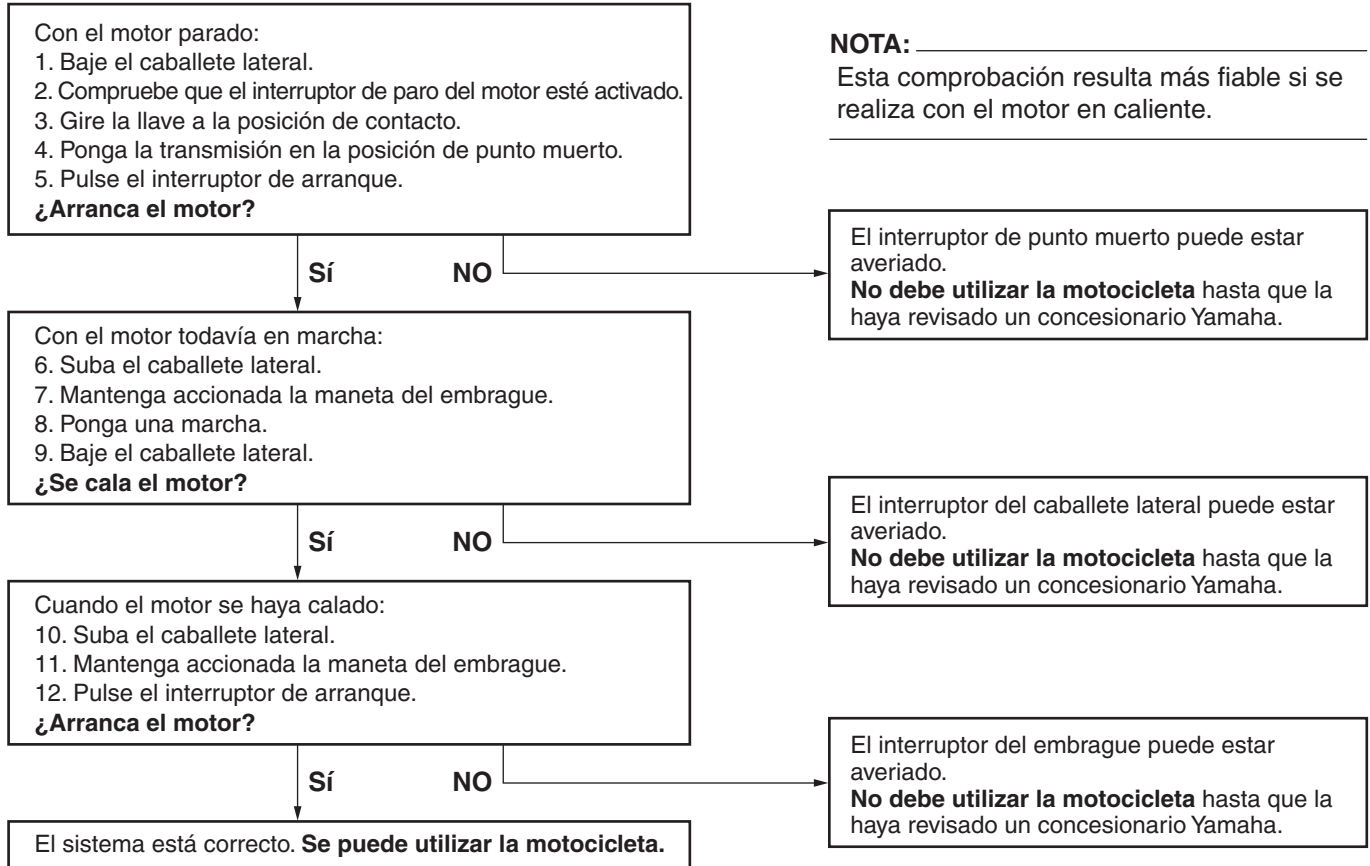 Con el motor parado:
1. Baje el caballete lateral.
2. Compruebe que el interruptor de paro del motor esté activado.
3. Gire la llave a la posición de contacto.
4. Ponga la transmisión en la posición de punto muerto.
5. Pulse el interruptor de arranque.
¿Arranca el motor?
NOTA:
Esta comprobación resulta más fiable si se
realiza con el motor en caliente.
Sí
NO
El interruptor de punto muerto puede estar
averiado.
No debe utilizar la motocicleta hasta que la
haya revisado un concesionario Yamaha.
Con el motor todavía en marcha:
6. Suba el caballete lateral.
7. Mantenga accionada la maneta del embrague.
8. Ponga una marcha.
9. Baje el caballete lateral.
¿Se cala el motor?
Sí
NO
El interruptor del caballete lateral puede estar
averiado.
No debe utilizar la motocicleta hasta que la
haya revisado un concesionario Yamaha.
Cuando el motor se haya calado:
10. Suba el caballete lateral.
11. Mantenga accionada la maneta del embrague.
12. Pulse el interruptor de arranque.
¿Arranca el motor?
Sí
NO
El interruptor del embrague puede estar
averiado.
No debe utilizar la motocicleta hasta que la
haya revisado un concesionario Yamaha.
El sistema está correcto. Se puede utilizar la motocicleta.